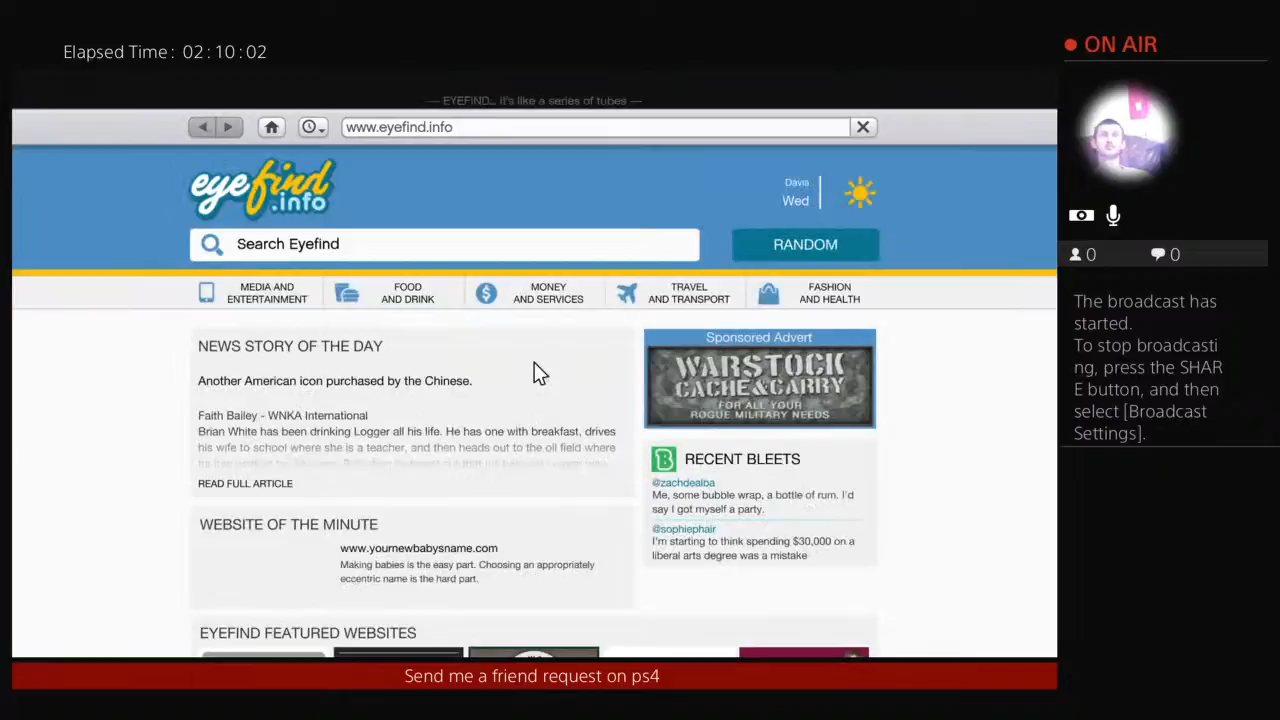 Elapsed Time: 02:10:02
ON AIR
— EYEFIND... it's like a series of tubes —
www.eyefind.info
eyefind
.info
Davis
Wed
Search Eyefind
RANDOM
0
0
MEDIA AND
ENTERTAINMENT
FOOD
AND DRINK
MONEY
AND SERVICES
TRAVEL
AND TRANSPORT
FASHION
AND HEALTH
The broadcast has
started.
To stop broadcasti
ng, press the SHAR
E button, and then
select [Broadcast
Settings].
NEWS STORY OF THE DAY
Another American icon purchased by the Chinese.
Faith Bailey - WNKA International
Brian White has been drinking Logger all his life. He has one with breakfast, drives
his wife to school where she is a teacher, and then heads out to the oil field where
READ FULL ARTICLE
Sponsored Advert
WARSTOCK
CACHE&CARRY
FOR ALL YOUR
ROGUE MILITARY NEEDS
B
RECENT BLEETS
@zachdealba
Me, some bubble wrap, a bottle of rum. I'd
say I got myself a party.
@sophiephair
I'm starting to think spending $30,000 on a
liberal arts degree was a mistake
WEBSITE OF THE MINUTE
www.yournewbabysname.com
Making babies is the easy part. Choosing an appropriately
eccentric name is the hard part.
EYEFIND FEATURED WEBSITES
Send me a friend request on ps4